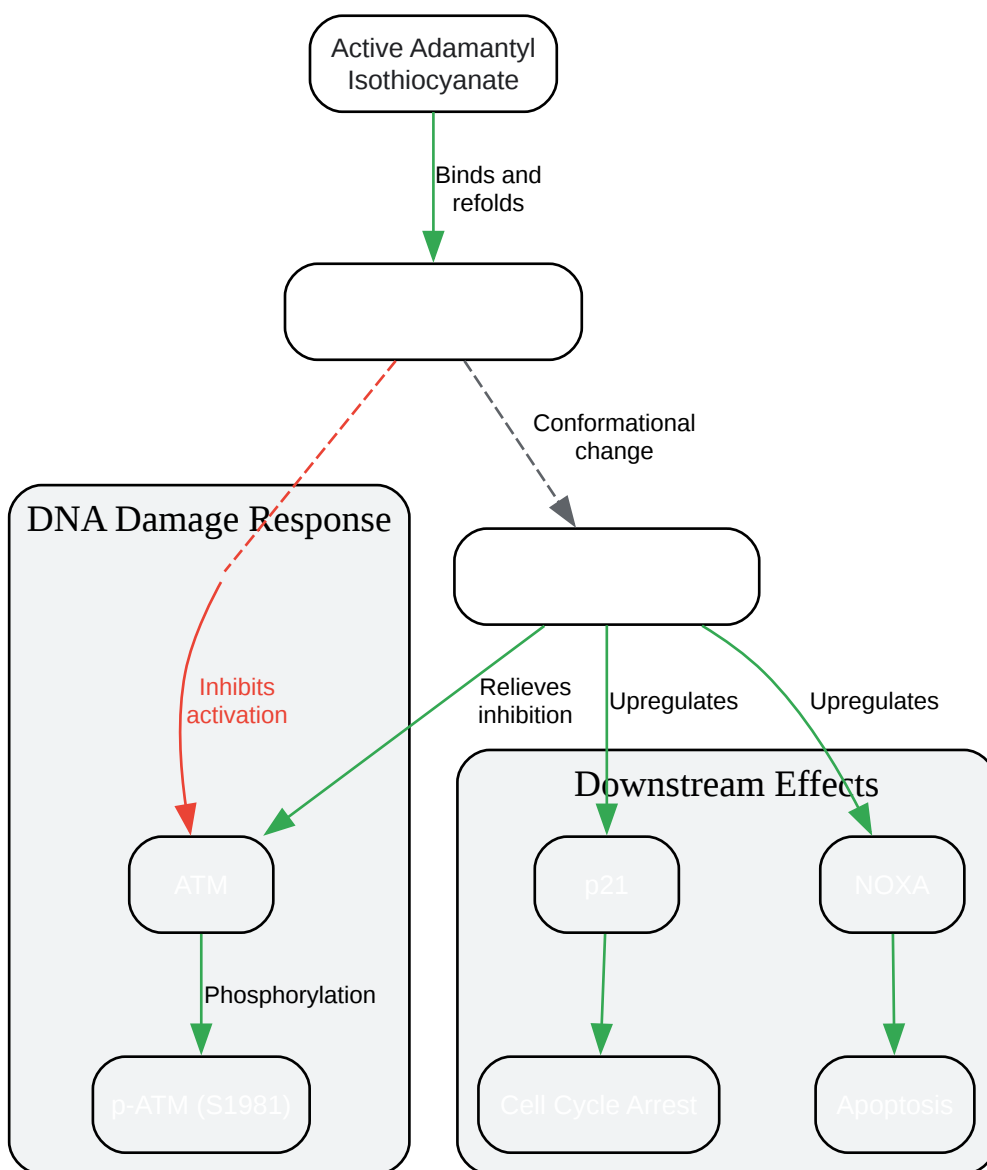 Active Adamantyl
Isothiocyanate
Binds and
refolds
Conformational
change
DNA Damage Response
Inhibits
activation
Relieves
inhibition
Upregulates
Upregulates
Downstream Effects
ATM
p21
NOXA
Phosphorylation
p-ATM (S1981)
Cell Cycle Arrest
Apoptosis